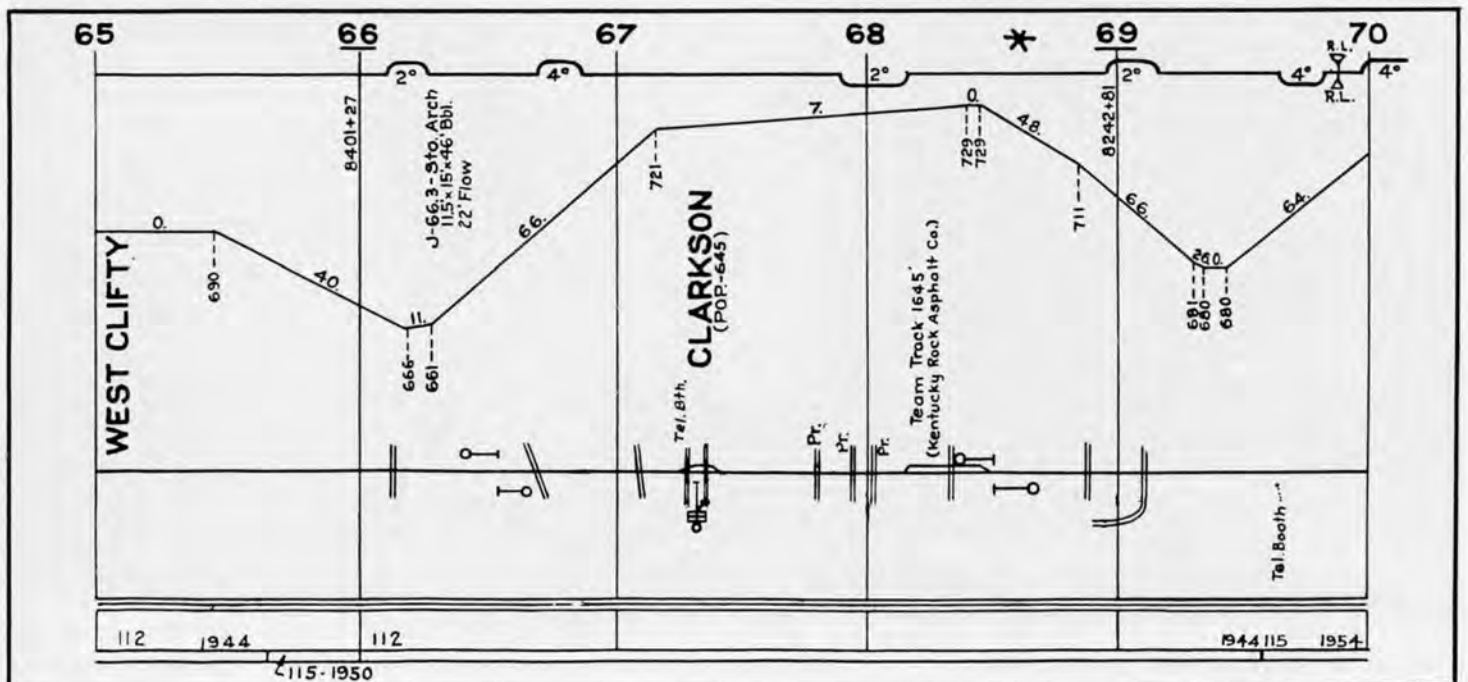 65 66 67 68 69 70
2° 4° 2° 2° 4° 4°
R.L.
R.L.
8401+27
J-66.3 - Sto. Arch
11.5'x15'x46' Bbl.
22' Flow
8242+81
0. 40. 11. 66. 7. 0. 48. 66. 0. 64.
690
666
661
721
729
729
711
681
680
680
WEST CLIFTY
CLARKSON
(POP.-645)
Tel. Bth.
Pr.
Pr.
Pr.
Team Track 1645'
(Kentucky Rock Asphalt Co.)
Tel. Booth
112 1944 112 1944 115 1954
115-1950